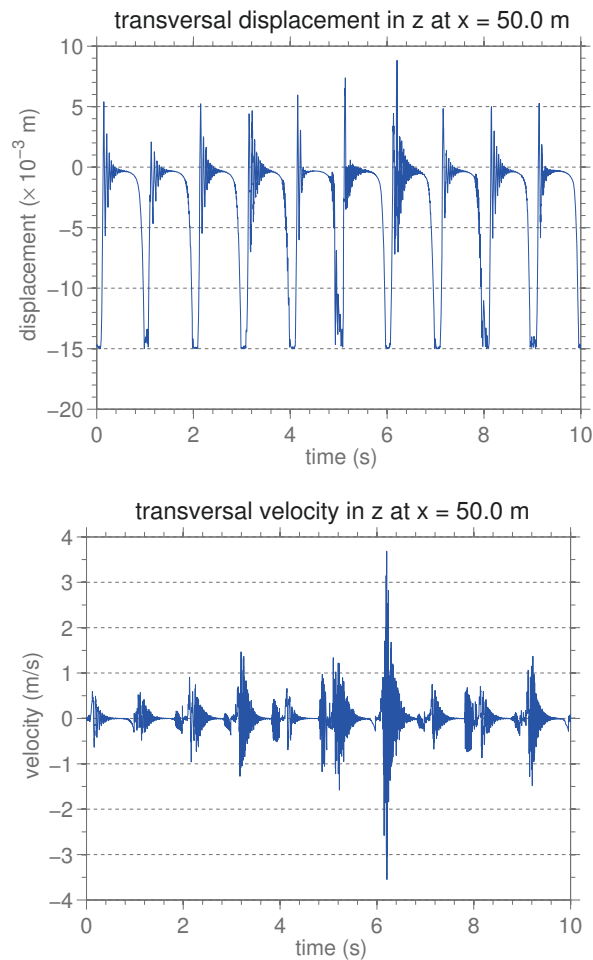 transversal displacement in z at x = 50.0 m
10
5
0
−5
−10
−15
−20
displacement (× 10⁻³ m)
0 2 4 6 8 10
time (s)
transversal velocity in z at x = 50.0 m
4
3
2
1
0
−1
−2
−3
−4
velocity (m/s)
0 2 4 6 8 10
time (s)